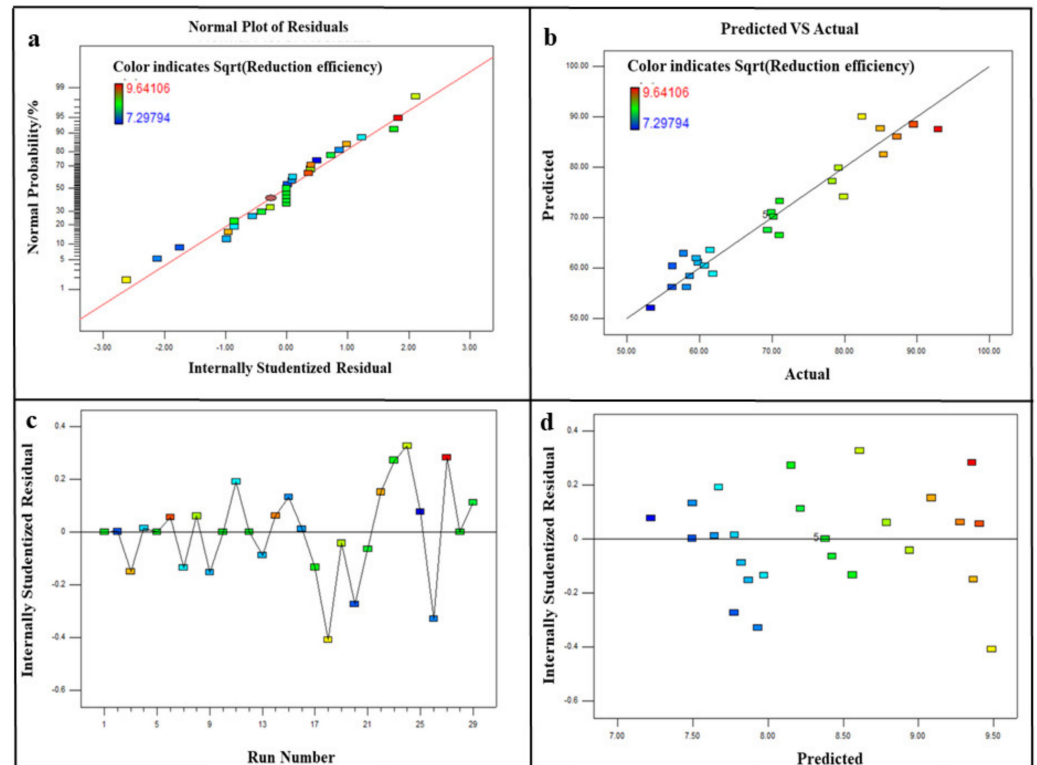 a
Normal Plot of Residuals
Color indicates Sqrt(Reduction efficiency)
9.64106
7.29794
Normal Probability/%
99
95
90
80
70
50
30
20
10
5
1
-3.00 -2.00 -1.00 0.00 1.00 2.00 3.00
Internally Studentized Residual
b
Predicted VS Actual
Color indicates Sqrt(Reduction efficiency)
9.64106
7.29794
Predicted
100.00
90.00
80.00
70.00
60.00
50.00
5
50.00 60.00 70.00 80.00 90.00 100.00
Actual
c
Internally Studentized Residual
0.4
0.2
0
-0.2
-0.4
-0.6
1 5 9 13 17 21 25 29
Run Number
d
Internally Studentized Residual
0.4
0.2
0
-0.2
-0.4
-0.6
5
7.00 7.50 8.00 8.50 9.00 9.50
Predicted